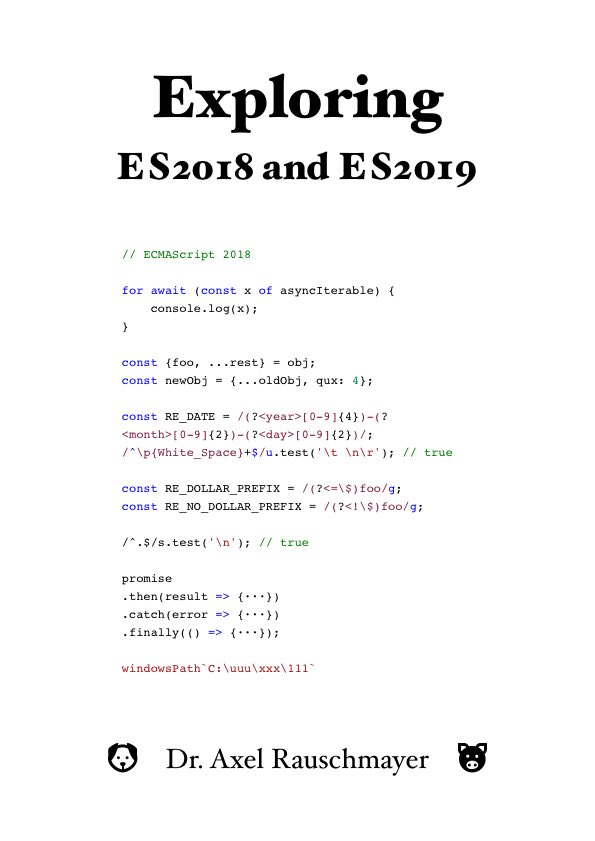 Exploring
ES2018 and ES2019
// ECMAScript 2018
for await (const x of asyncIterable) {
    console.log(x);
}
const {foo, ...rest} = obj;
const newObj = {...oldObj, qux: 4};
const RE_DATE = /(?<year>[0-9]{4})-(?
<month>[0-9]{2})-(?<day>[0-9]{2})/;
/^\p{White_Space}+$/u.test('\t \n\r'); // true
const RE_DOLLAR_PREFIX = /(?<=\$)foo/g;
const RE_NO_DOLLAR_PREFIX = /(?<!\$)foo/g;
/^.$/s.test('\n'); // true
promise
.then(result => {···})
.catch(error => {···})
.finally(() => {···});
windowsPath`C:\uuu\xxx\111`
Dr. Axel Rauschmayer